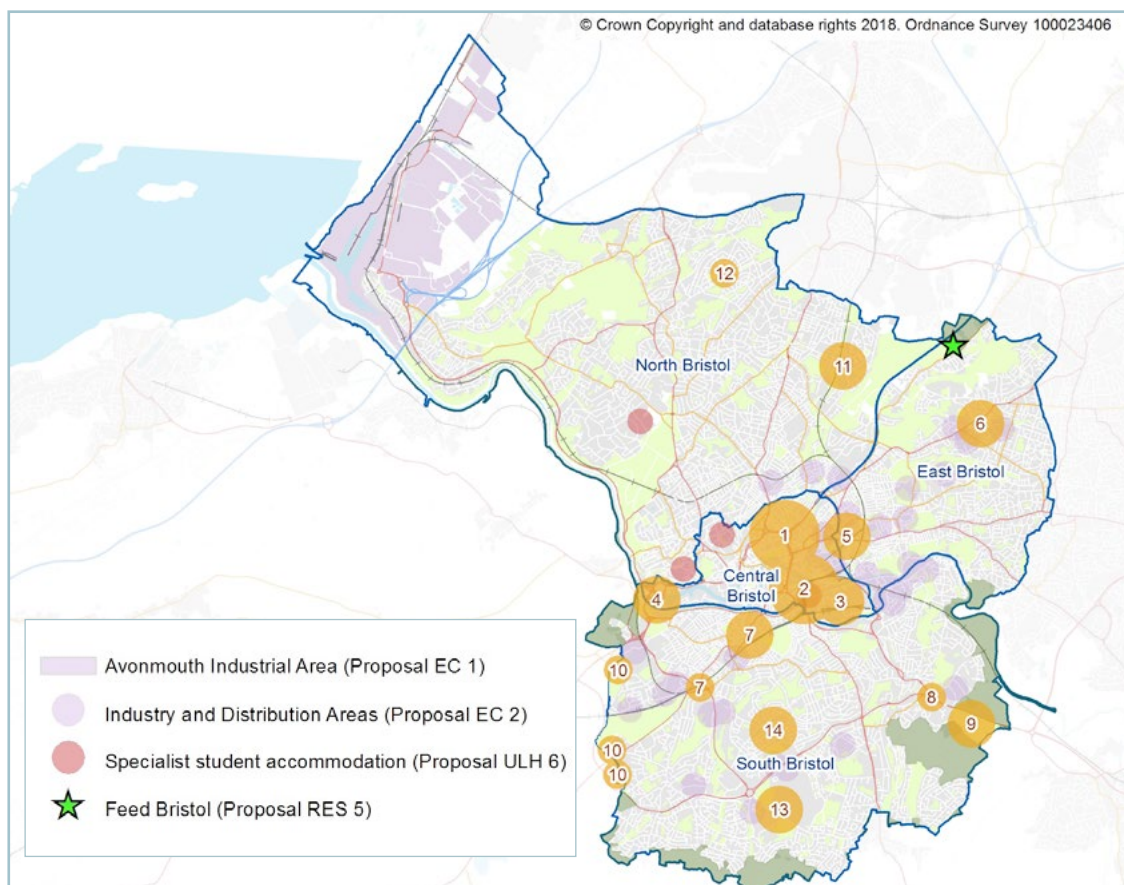 © Crown Copyright and database rights 2018. Ordnance Survey 100023406
12
North Bristol
11
6
East Bristol
1
5
Central
Bristol
2
3
4
7
10
7
8
9
14
10
South Bristol
10
13
Avonmouth Industrial Area (Proposal EC 1)
Industry and Distribution Areas (Proposal EC 2)
Specialist student accommodation (Proposal ULH 6)
Feed Bristol (Proposal RES 5)